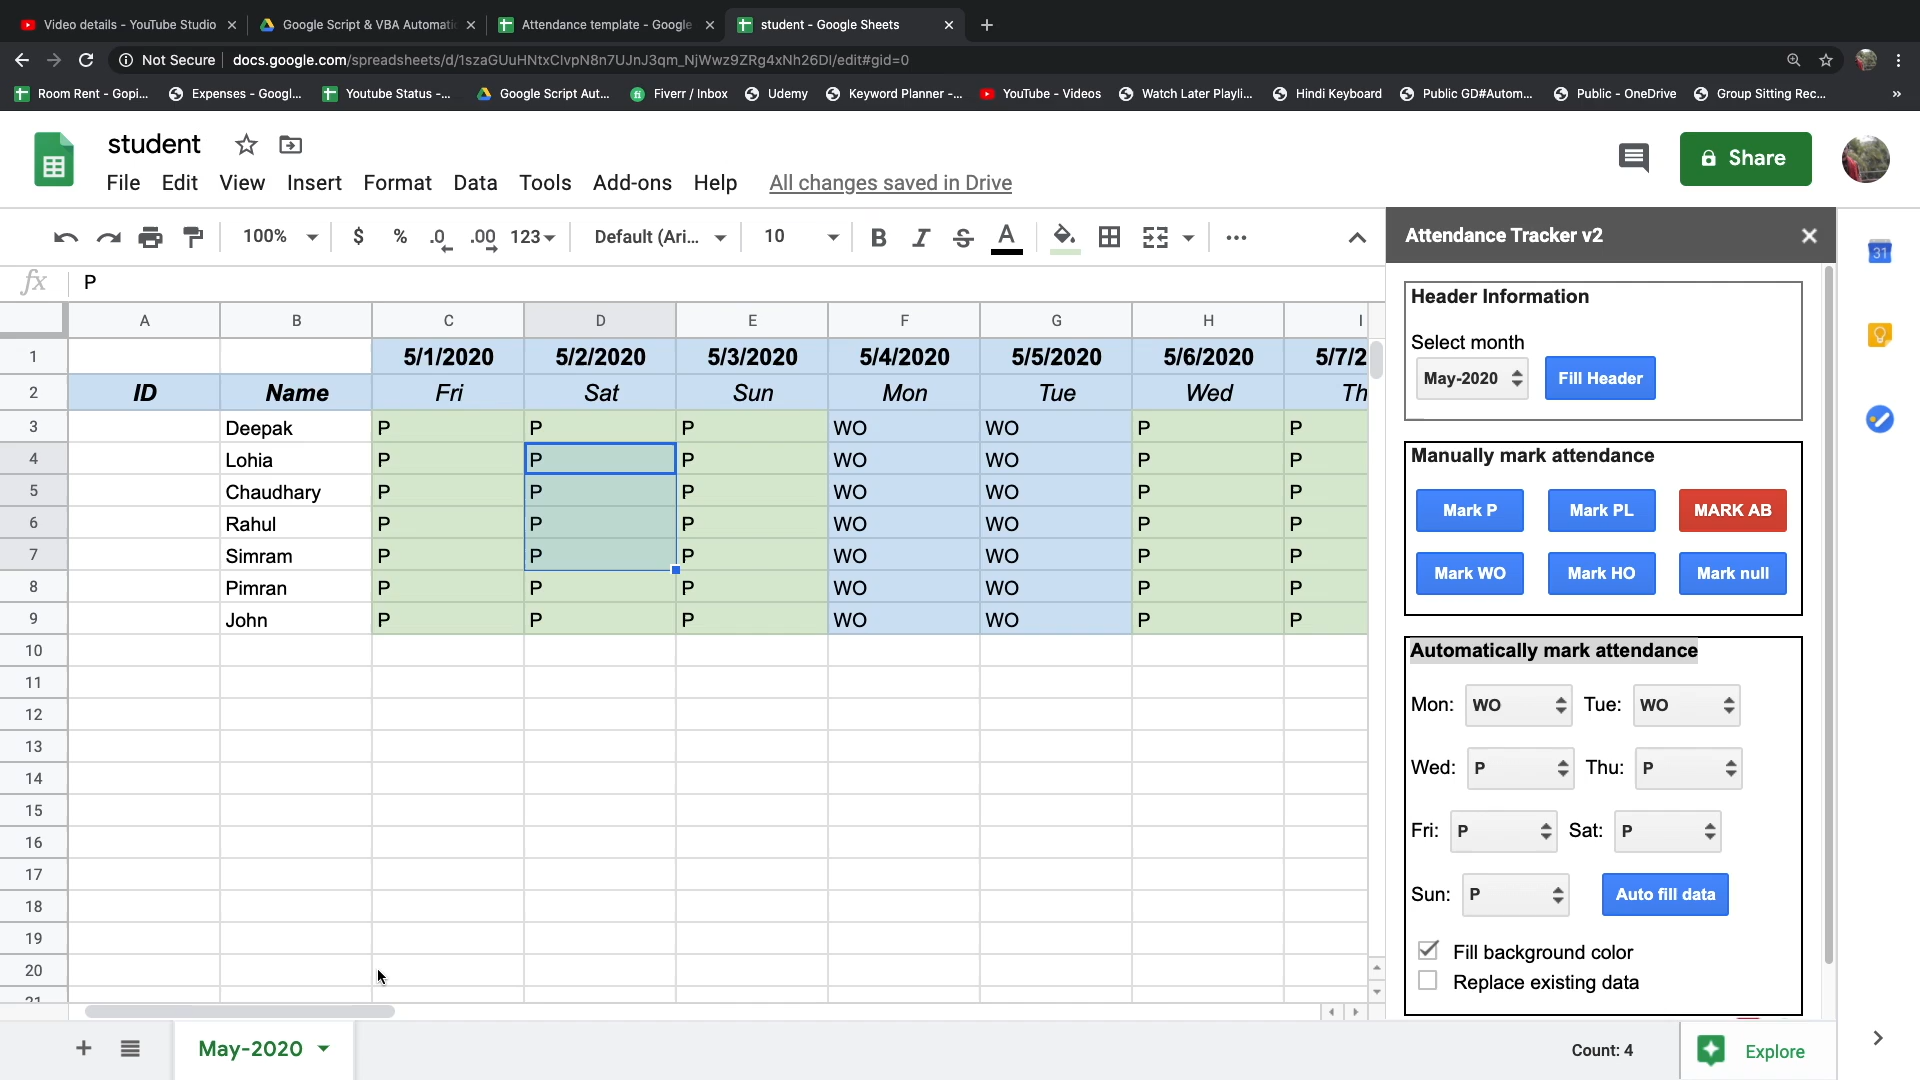 Video details - YouTube Studio
Google Script & VBA Automati
Attendance template - Google
student - Google Sheets
Not Secure
docs.google.com/spreadsheets/d/1szaGUuHNtxClvpN8n7UJnJ3qm_NjWwz9ZRg4xNh26DI/edit#gid=0
Room Rent - Gopi...
Expenses - Googl...
Youtube Status -...
Google Script Aut...
Fiverr / Inbox
Udemy
Keyword Planner -...
YouTube - Videos
Watch Later Playli...
Hindi Keyboard
Public GD#Autom...
Public - OneDrive
Group Sitting Rec...
»
student
File Edit View Insert Format Data Tools Add-ons Help All changes saved in Drive
Share
100% $ % .0 .00 123 Default (Ari... 10 B I S A
fx P
A B C D E F G H I
1 5/1/2020 5/2/2020 5/3/2020 5/4/2020 5/5/2020 5/6/2020 5/7/2
2 ID Name Fri Sat Sun Mon Tue Wed Th
3 Deepak P P P WO WO P P
4 Lohia P P P WO WO P P
5 Chaudhary P P P WO WO P P
6 Rahul P P P WO WO P P
7 Simram P P P WO WO P P
8 Pimran P P P WO WO P P
9 John P P P WO WO P P
10
11
12
13
14
15
16
17
18
19
20
21
May-2020
Count: 4
Explore
Attendance Tracker v2
Header Information
Select month
May-2020 Fill Header
Manually mark attendance
Mark P Mark PL MARK AB
Mark WO Mark HO Mark null
Automatically mark attendance
Mon: WO Tue: WO
Wed: P Thu: P
Fri: P Sat: P
Sun: P Auto fill data
Fill background color
Replace existing data
31